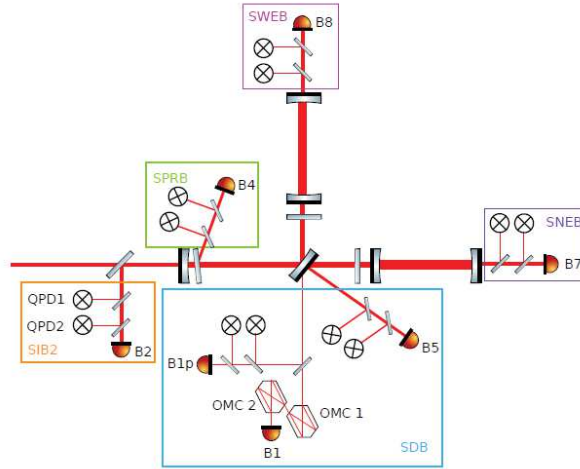 SWEB
B8
SPRB
B4
SNEB
B7
QPD1
QPD2
B2
SIB2
B5
B1p
OMC 2
OMC 1
B1
SDB